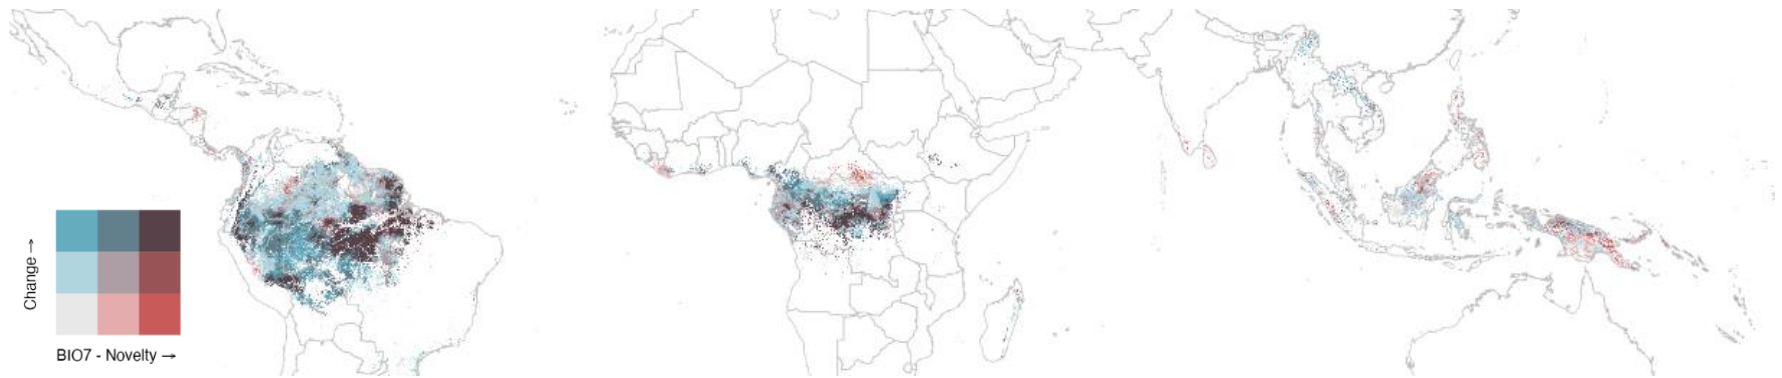 Change →
BIO7 - Novelty →